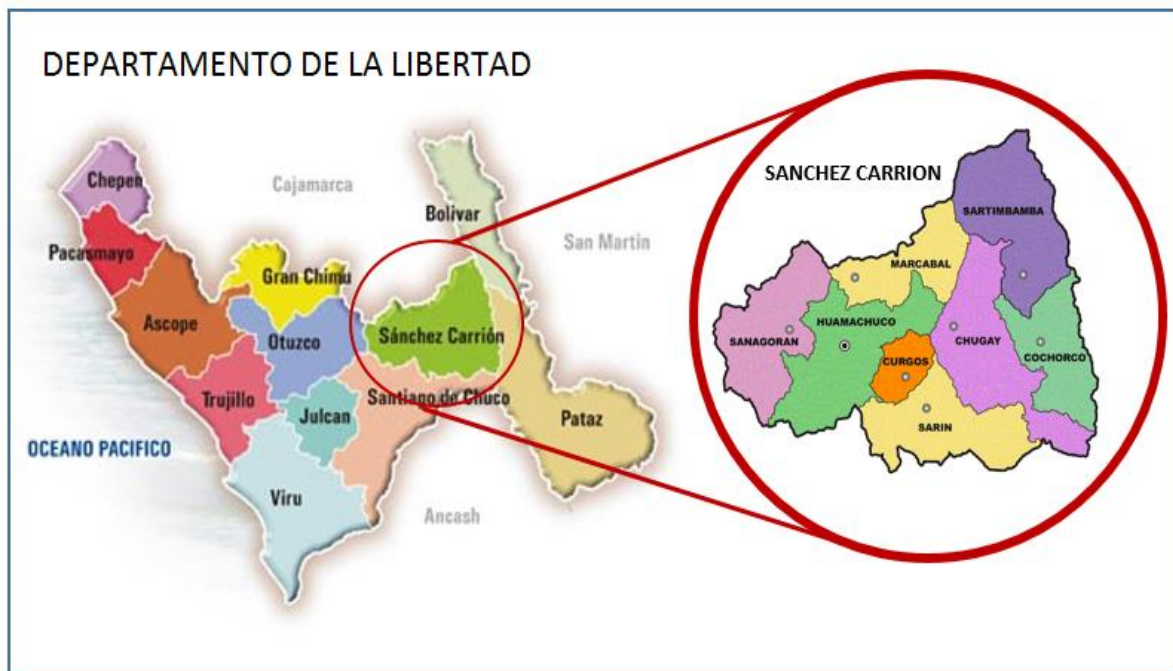 DEPARTAMENTO DE LA LIBERTAD
Chepen
Cajamarca
Bolivar
San Martin
Pacasmayo
Gran Chimu
Ascope
Otuzco
Sánchez Carrión
Trujillo
Julcan
Santiago de Chuco
Pataz
OCEANO PACIFICO
Viru
Ancash
SANCHEZ CARRION
SARTIMBAMBA
MARCABAL
HUAMACHUCO
SANAGORAN
CURGOS
CHUGAY
COCHORCO
SARIN